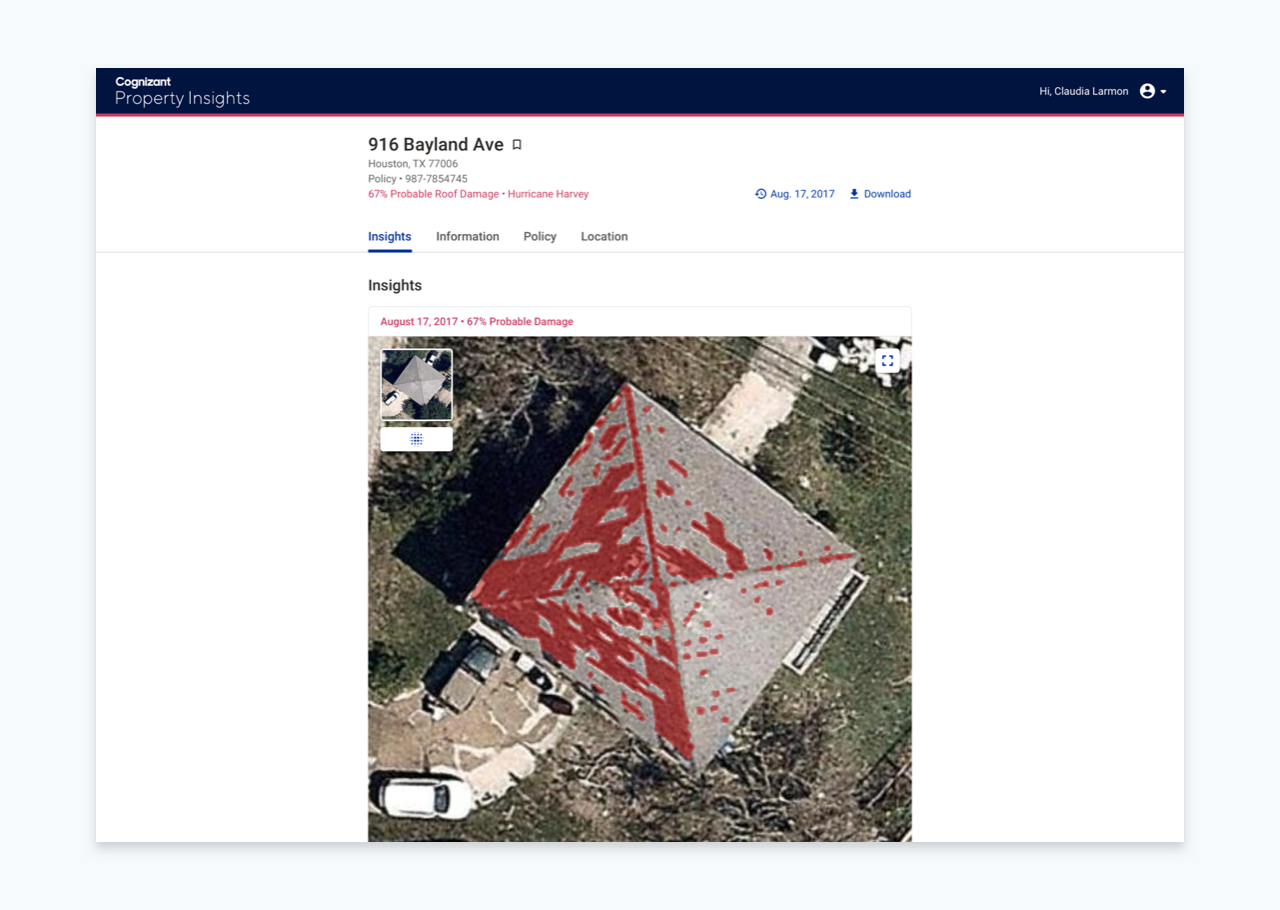 Cognizant
Property Insights
Hi, Claudia Larmon
916 Bayland Ave
Houston, TX 77006
Policy • 987-7854745
67% Probable Roof Damage • Hurricane Harvey
Aug. 17, 2017 Download
Insights Information Policy Location
Insights
August 17, 2017 • 67% Probable Damage